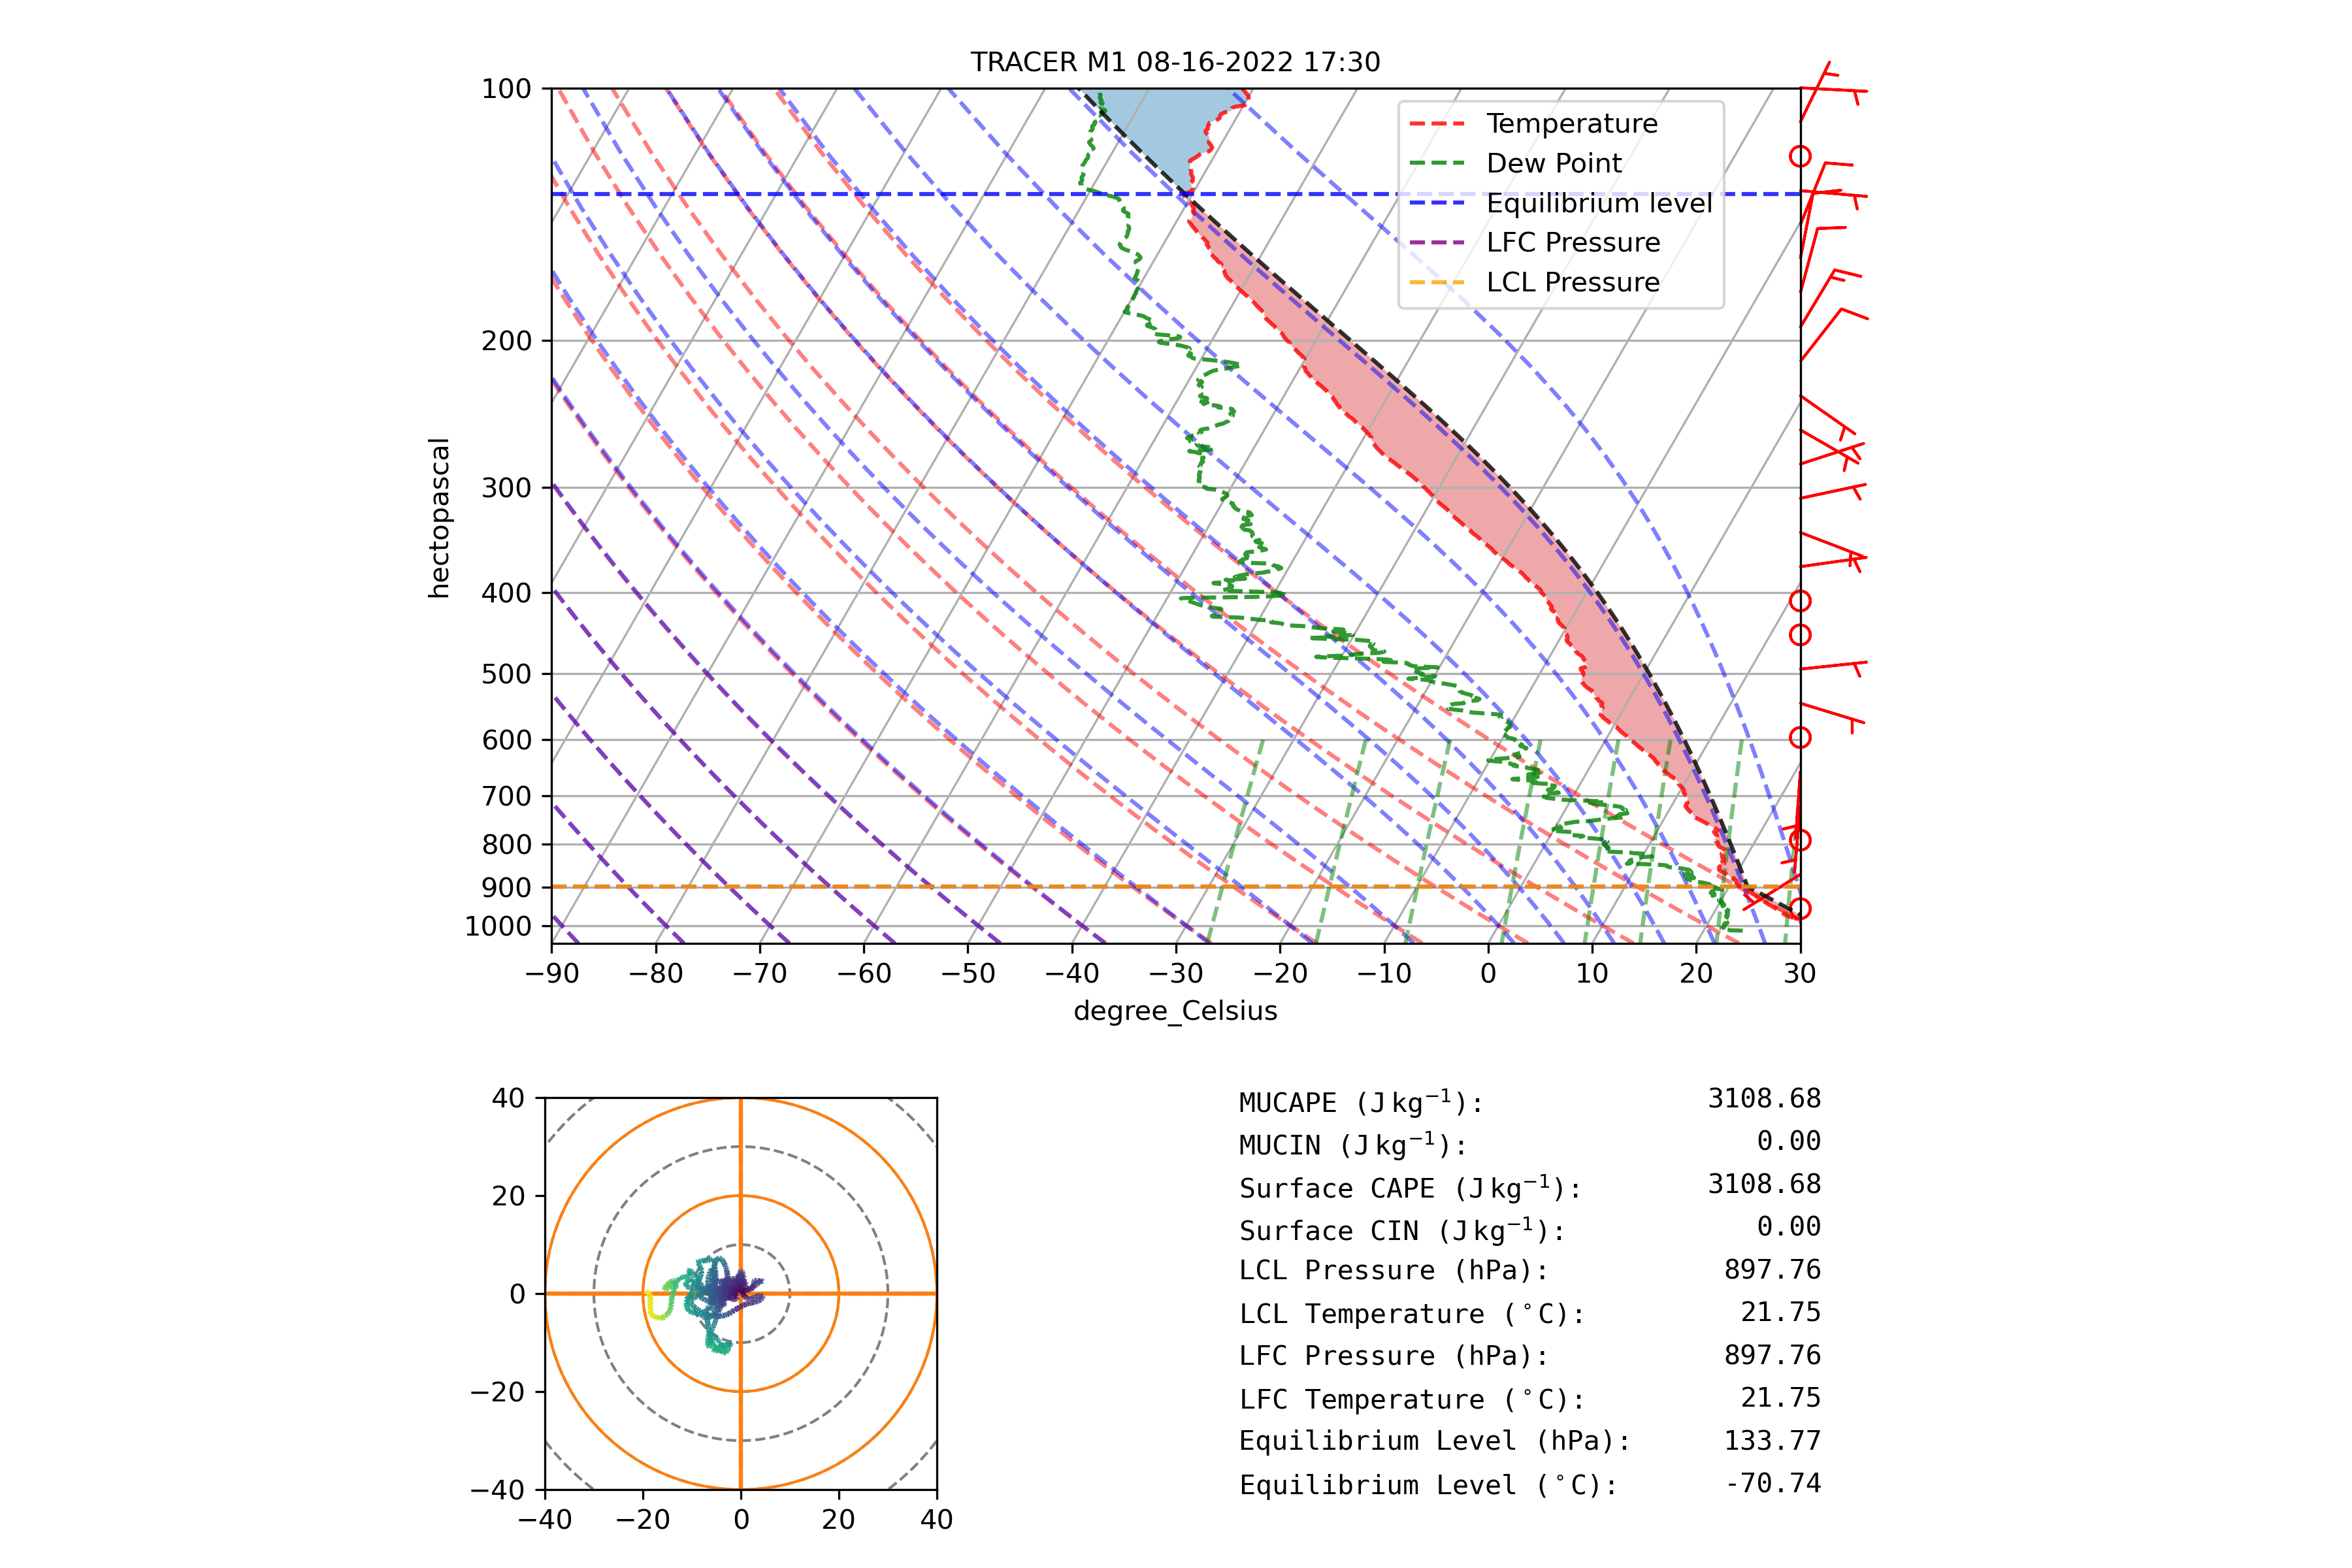 TRACER M1 08-16-2022 17:30
100
200
300
400
500
600
700
800
900
1000
hectopascal
Temperature
Dew Point
Equilibrium level
LFC Pressure
LCL Pressure
−90 −80 −70 −60 −50 −40 −30 −20 −10 0 10 20 30
degree_Celsius
40
20
0
−20
−40
−40 −20 0 20 40
MUCAPE (J kg⁻¹): 3108.68
MUCIN (J kg⁻¹): 0.00
Surface CAPE (J kg⁻¹): 3108.68
Surface CIN (J kg⁻¹): 0.00
LCL Pressure (hPa): 897.76
LCL Temperature (°C): 21.75
LFC Pressure (hPa): 897.76
LFC Temperature (°C): 21.75
Equilibrium Level (hPa): 133.77
Equilibrium Level (°C): -70.74